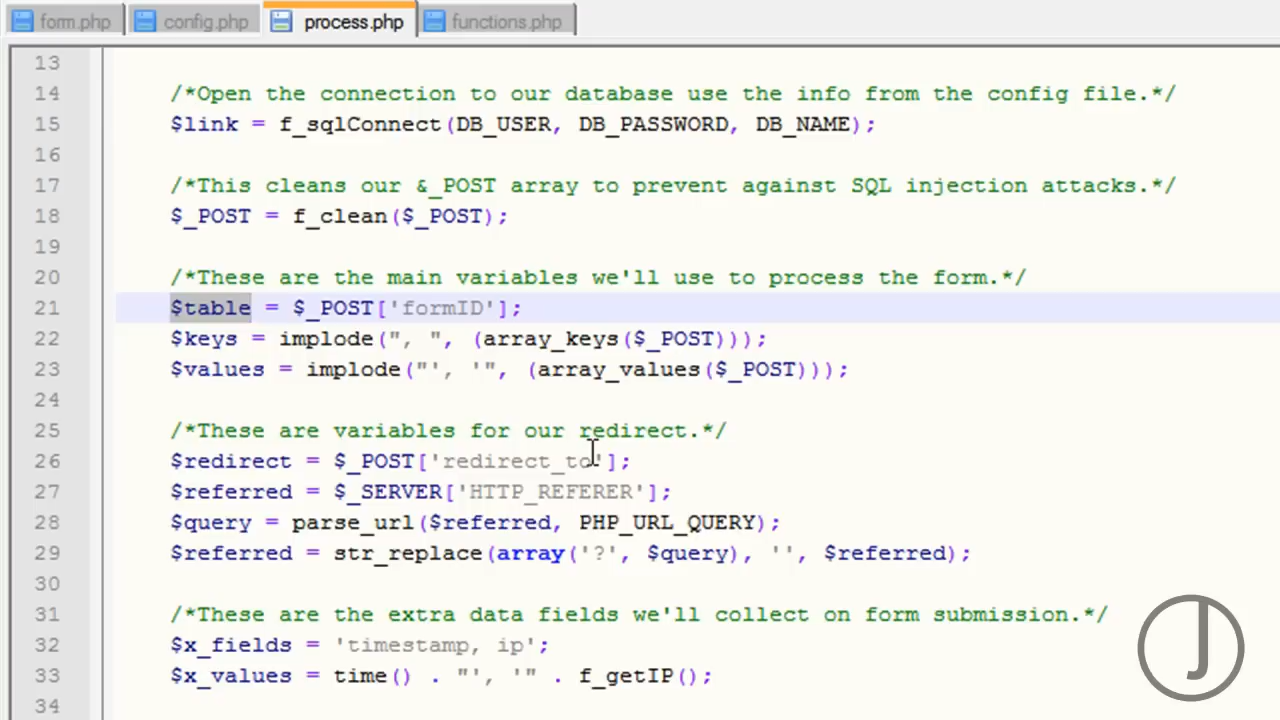 form.php config.php process.php functions.php
13
14 /*Open the connection to our database use the info from the config file.*/
15 $link = f_sqlConnect(DB_USER, DB_PASSWORD, DB_NAME);
16
17 /*This cleans our &_POST array to prevent against SQL injection attacks.*/
18 $_POST = f_clean($_POST);
19
20 /*These are the main variables we'll use to process the form.*/
21 $table = $_POST['formID'];
22 $keys = implode(", ", (array_keys($_POST)));
23 $values = implode("', '", (array_values($_POST)));
24
25 /*These are variables for our redirect.*/
26 $redirect = $_POST['redirect_to'];
27 $referred = $_SERVER['HTTP_REFERER'];
28 $query = parse_url($referred, PHP_URL_QUERY);
29 $referred = str_replace(array('?', $query), '', $referred);
30
31 /*These are the extra data fields we'll collect on form submission.*/
32 $x_fields = 'timestamp, ip';
33 $x_values = time() . "', '" . f_getIP();
34
J